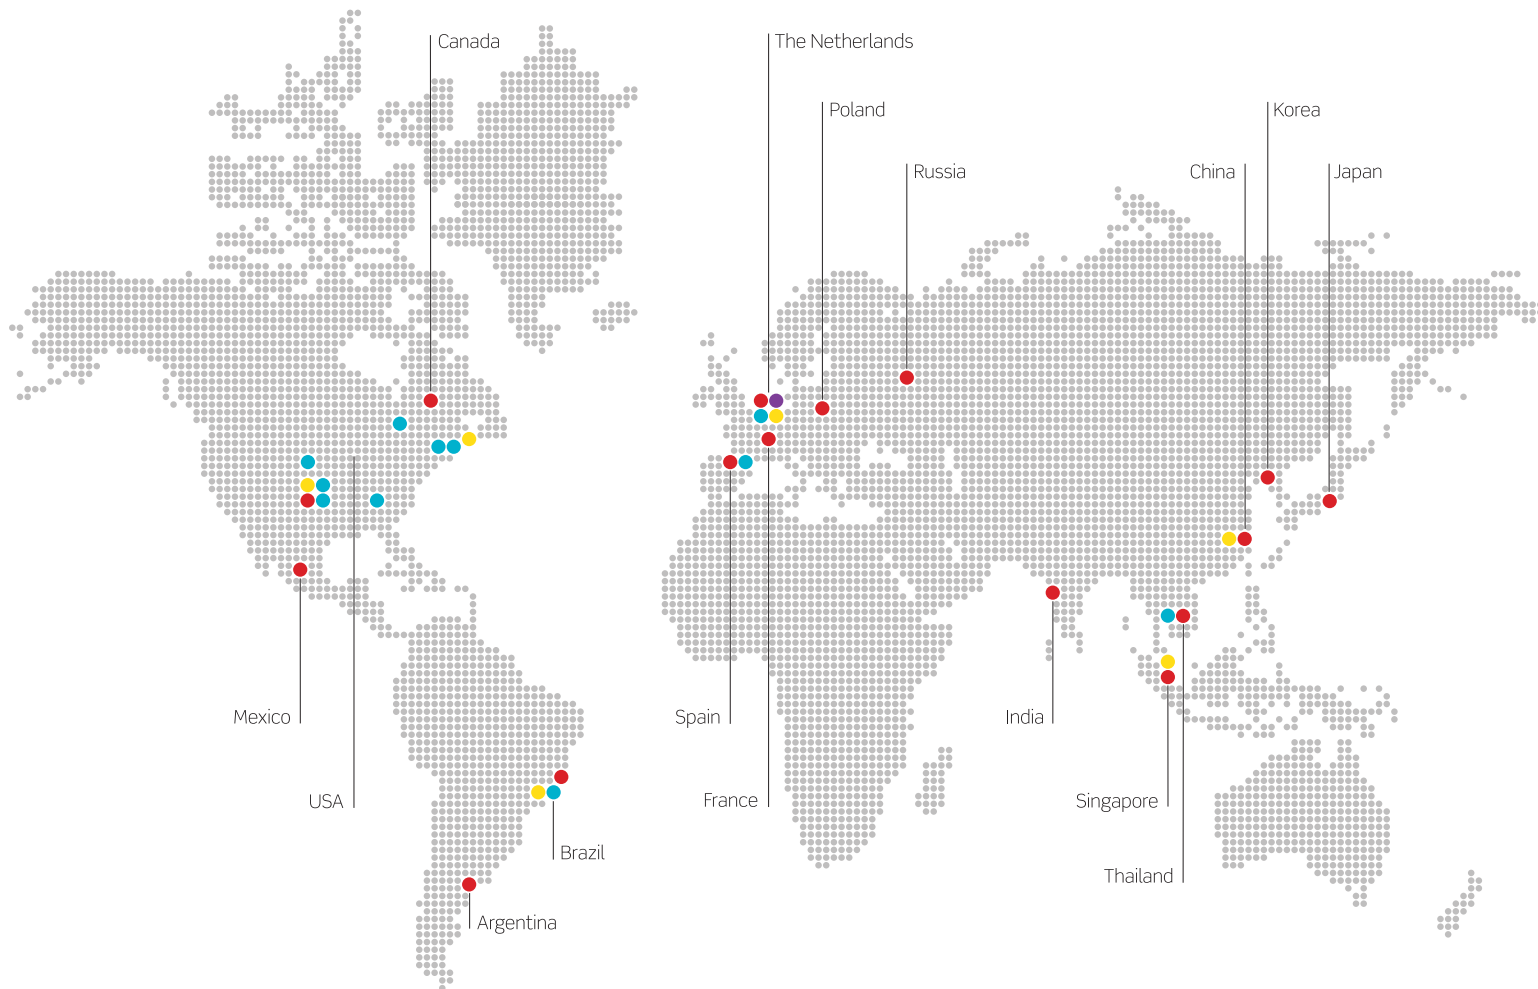 Canada
The Netherlands
Poland
Korea
Russia
China
Japan
Mexico
Spain
India
USA
France
Singapore
Brazil
Thailand
Argentina